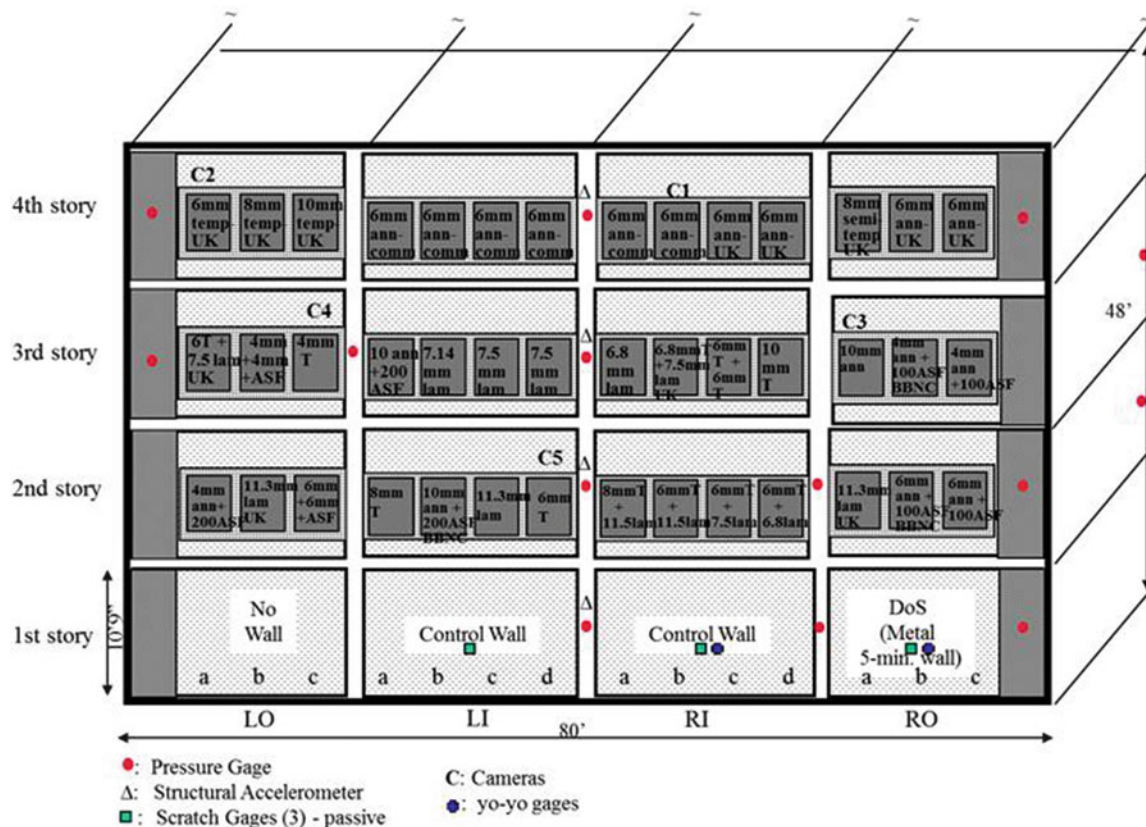 ~ ~ ~ ~
4th story
C2
6mm temp- UK
8mm temp- UK
10mm temp- UK
6mm ann- comm
6mm ann- comm
6mm ann- comm
6mm ann- comm
C1
6mm ann- comm
6mm ann- comm
6mm ann- UK
6mm ann- UK
8mm semi- temp UK
6mm ann- UK
6mm ann- UK
48’
3rd story
C4
6T + 7.5 lam UK
4mm +4mm +ASF
4mm T
10 ann +200 ASF
7.14 mm lam
7.5 mm lam
7.5 mm lam
6.8 mm lam
6.8mmT +7.5mm lam UK
6mm T + 6mm T
10 mm T
C3
10mm ann
4mm ann + 100ASF BBNC
4mm ann +100ASF
2nd story
4mm ann+ 200ASF
11.3mm lam UK
6mm +6mm +ASF
C5
8mm T
10mm ann + 200ASF BBNC
11.3mm lam
6mm T
8mmT + 11.5lam
6mmT + 11.5lam
6mmT + 7.5lam
6mmT + 6.8lam
11.3mm lam UK
6mm ann + 100ASF BBNC
6mm ann + 100ASF
Δ
Δ
Δ
Δ
1st story
10’9”
No
Wall
Control Wall
Control Wall
DoS
(Metal
5-min. wall)
a b c
a b c d
a b c d
a b c
LO LI RI RO
80’
: Pressure Gage
Δ: Structural Accelerometer
: Scratch Gages (3) - passive
C: Cameras
: yo-yo gages